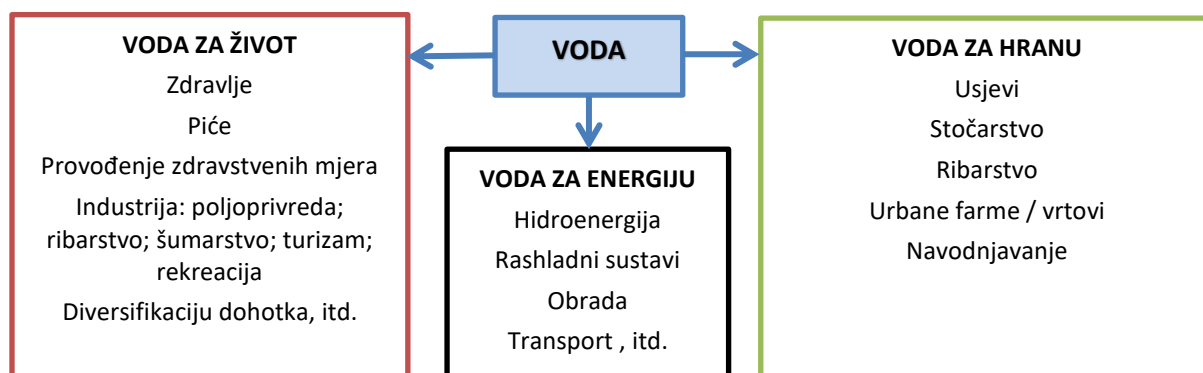 VODA
VODA ZA ŽIVOT
Zdravlje
Piće
Provođenje zdravstvenih mjera
Industrija: poljoprivreda;
ribarstvo; šumarstvo; turizam;
rekreacija
Diversifikaciju dohotka, itd.
VODA ZA ENERGIJU
Hidroenergija
Rashladni sustavi
Obrada
Transport , itd.
VODA ZA HRANU
Usjevi
Stočarstvo
Ribarstvo
Urbane farme / vrtovi
Navodnjavanje